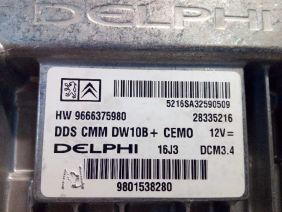 DELPHI
5216SA32590509
HW 9666375980 28335216
DDS CMM DW10B+ CEMO 12V=
DELPHI 16J3 DCM3.4
9801538280